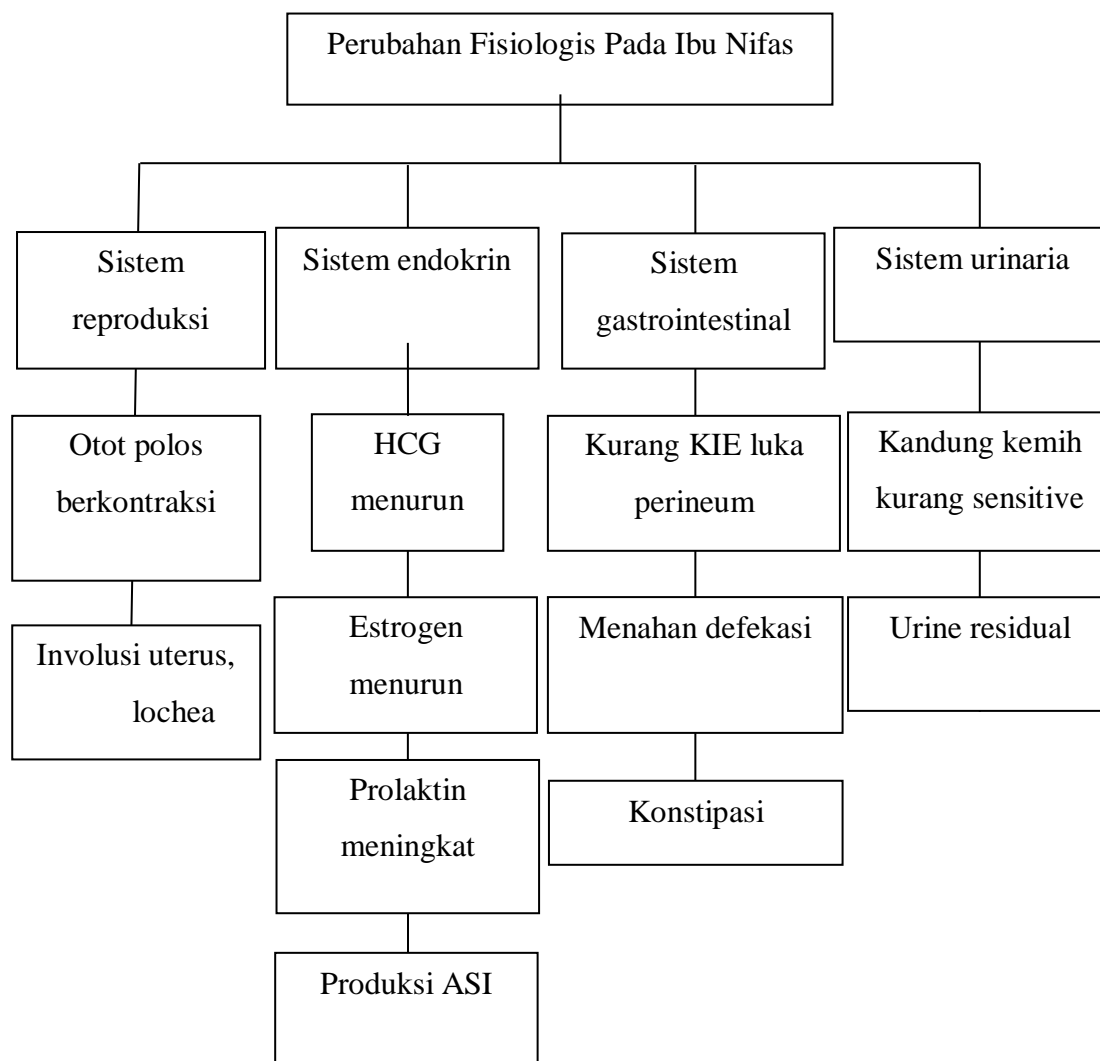 Perubahan Fisiologis Pada Ibu Nifas
Sistem
reproduksi
Sistem endokrin
Sistem
gastrointestinal
Sistem urinaria
Otot polos
berkontraksi
HCG
menurun
Kurang KIE luka
perineum
Kandung kemih
kurang sensitive
Involusi uterus,
lochea
Estrogen
menurun
Menahan defekasi
Urine residual
Prolaktin
meningkat
Konstipasi
Produksi ASI